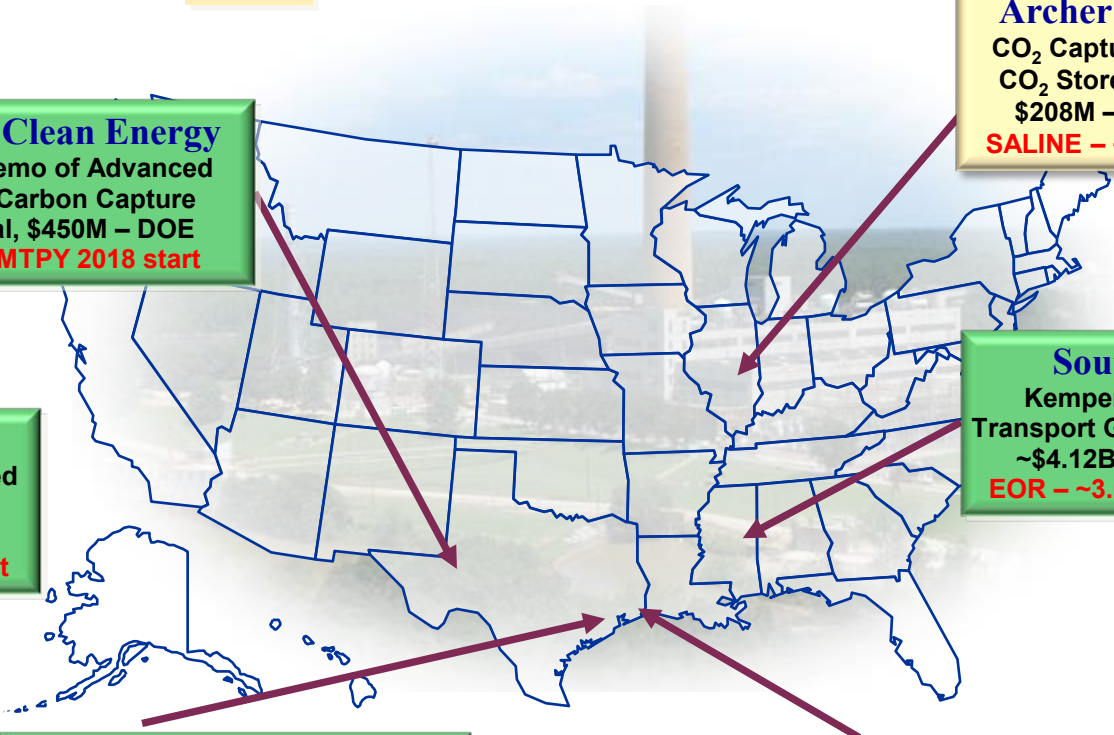 Archer
CO₂ Captu
CO₂ Store
$208M –
SALINE –
Clean Energy
emo of Advanced
Carbon Capture
al, $450M – DOE
MTPY 2018 start
Sou
Kempe
Transport G
~$4.12B
EOR – ~3.
ed
t